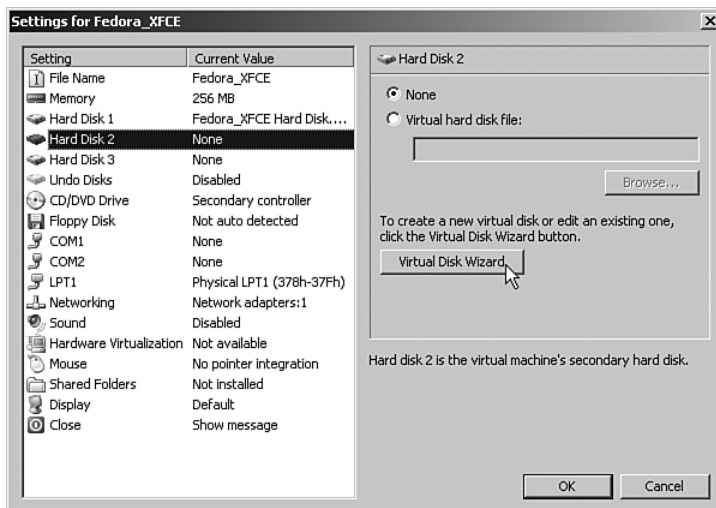 Settings for Fedora_XFCE
Setting Current Value
File Name Fedora_XFCE
Memory 256 MB
Hard Disk 1 Fedora_XFCE Hard Disk....
Hard Disk 2 None
Hard Disk 3 None
Undo Disks Disabled
CD/DVD Drive Secondary controller
Floppy Disk Not auto detected
COM1 None
COM2 None
LPT1 Physical LPT1 (378h-37Fh)
Networking Network adapters:1
Sound Disabled
Hardware Virtualization Not available
Mouse No pointer integration
Shared Folders Not installed
Display Default
Close Show message
Hard Disk 2
None
Virtual hard disk file:
Browse...
To create a new virtual disk or edit an existing one,
click the Virtual Disk Wizard button.
Virtual Disk Wizard
Hard disk 2 is the virtual machine's secondary hard disk.
OK Cancel